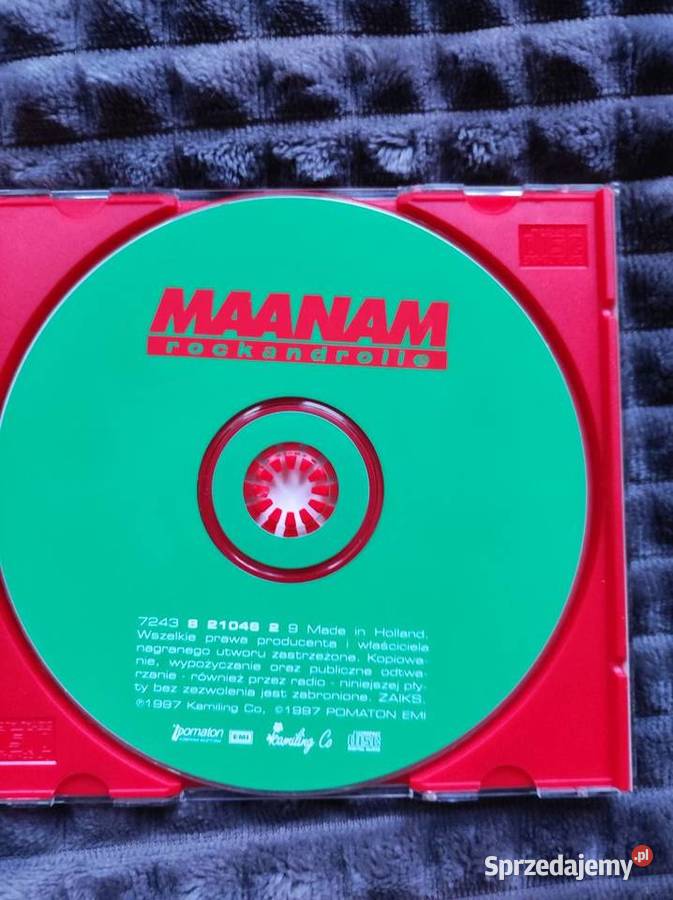 MAANAM
rockandrolle
7243 8 21046 2 9 Made in Holland.
Wszelkie prawa producenta i właściciela
nagranego utworu zastrzeżone. Kopiowa-
nie, wypożyczanie oraz publiczne odtwa-
rzanie - również przez radio - niniejszej pły-
ty bez zezwolenia jest zabronione. ZAIKS.
℗1997 Kamiling Co, ©1997 POMATON EMI
pomaton EMI Kamiling Co disc
Sprzedajemy.pl